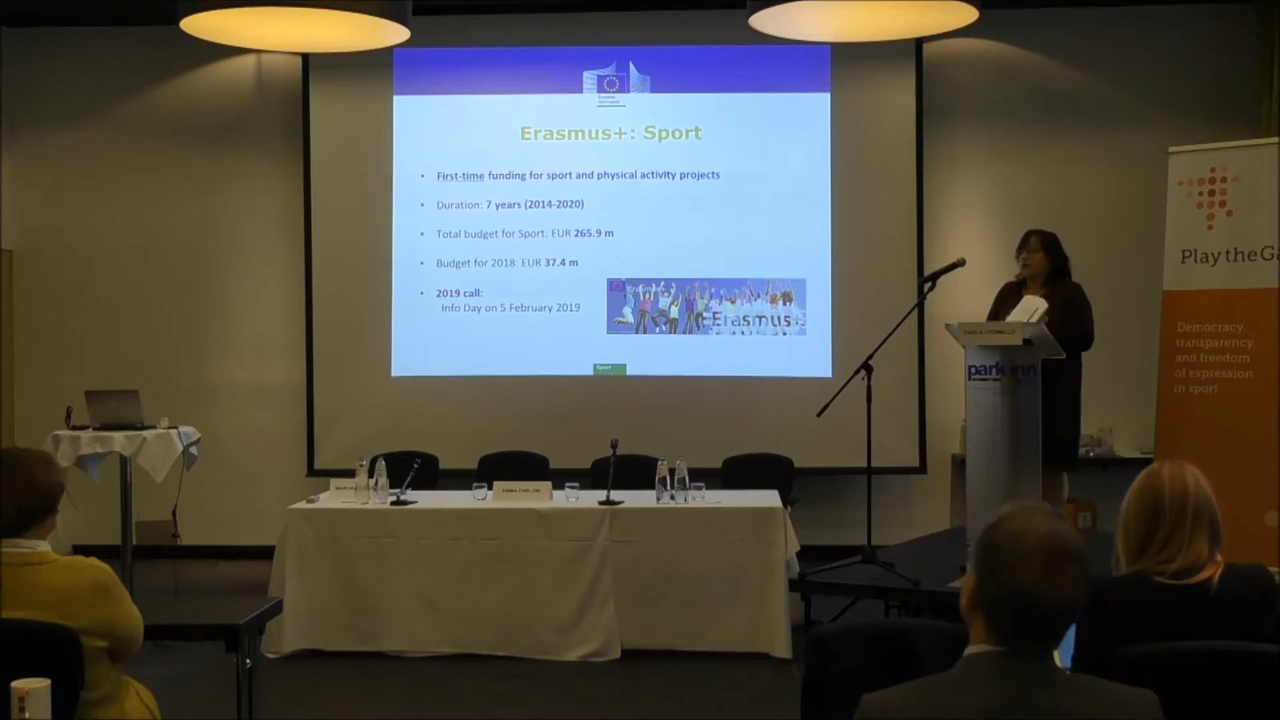 Erasmus+: Sport
• First-time funding for sport and physical activity projects
• Duration: 7 years (2014-2020)
• Total budget for Sport: EUR 265.9 m
• Budget for 2018: EUR 37.4 m
• 2019 call:
Info Day on 5 February 2019
Erasmus+
Sport
park inn
Play the G
Democracy,
transparency
and freedom
of expression
in sport